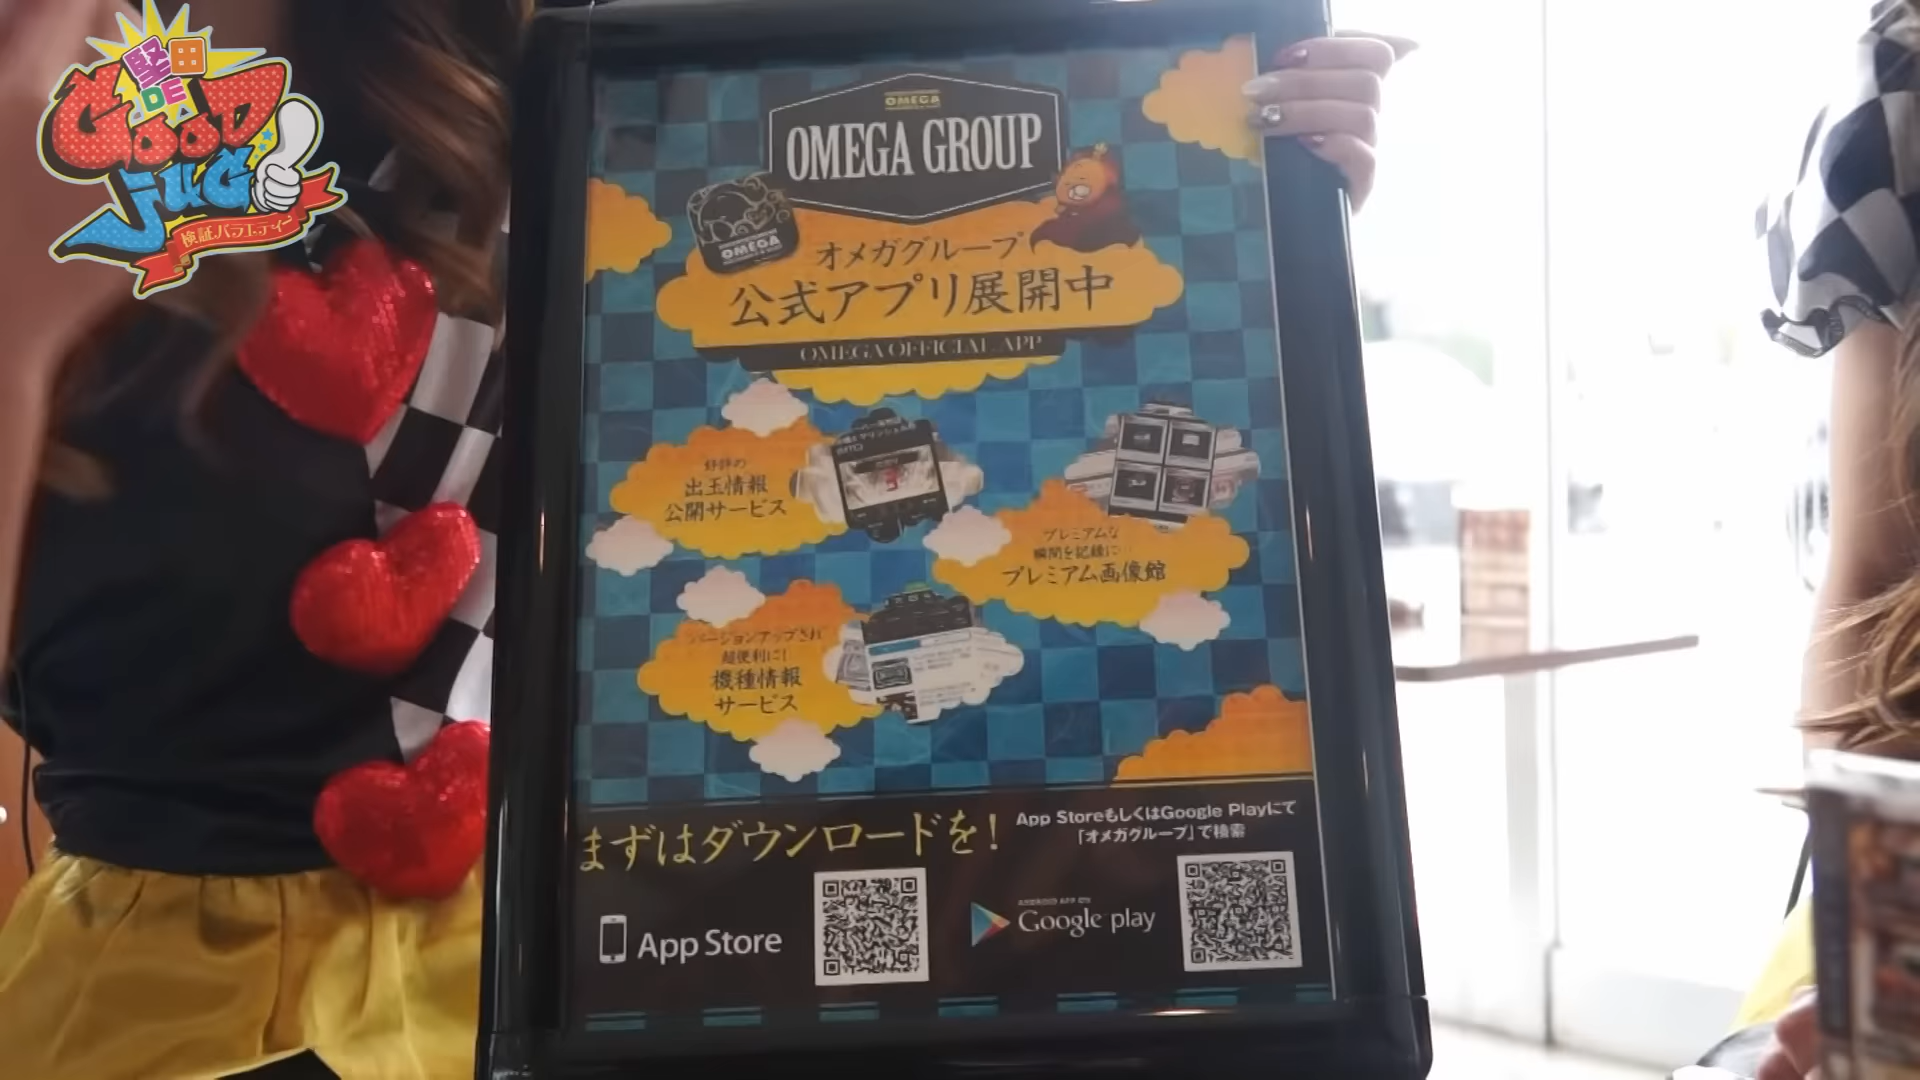 堅田
DE
GOOD
JUG
検証バラエティー
OMEGA
OMEGA GROUP
OMEGA
オメガグループ
公式アプリ展開中
OMEGA OFFICIAL APP
好評の
出玉情報
公開サービス
プレミアムな
瞬間を記録に…
プレミアム画像館
バージョンアップされ
超便利に!
機種情報
サービス
まずはダウンロードを!
App StoreもしくはGoogle Playにて
「オメガグループ」で検索
App Store
ANDROID APP ON
Google play